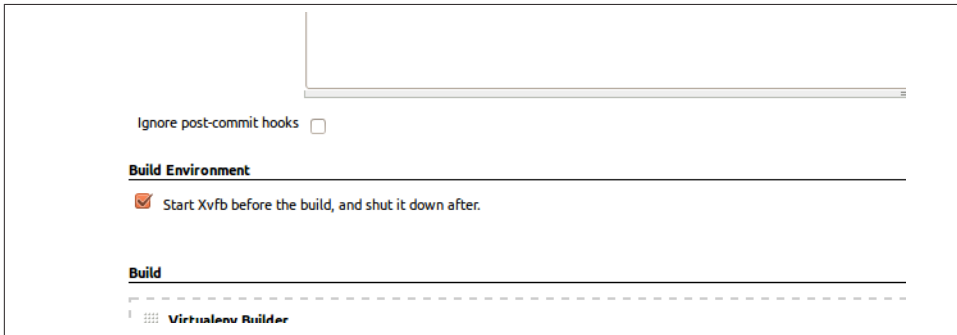 Ignore post-commit hooks
Build Environment
Start Xvfb before the build, and shut it down after.
Build
Virtualenv Builder